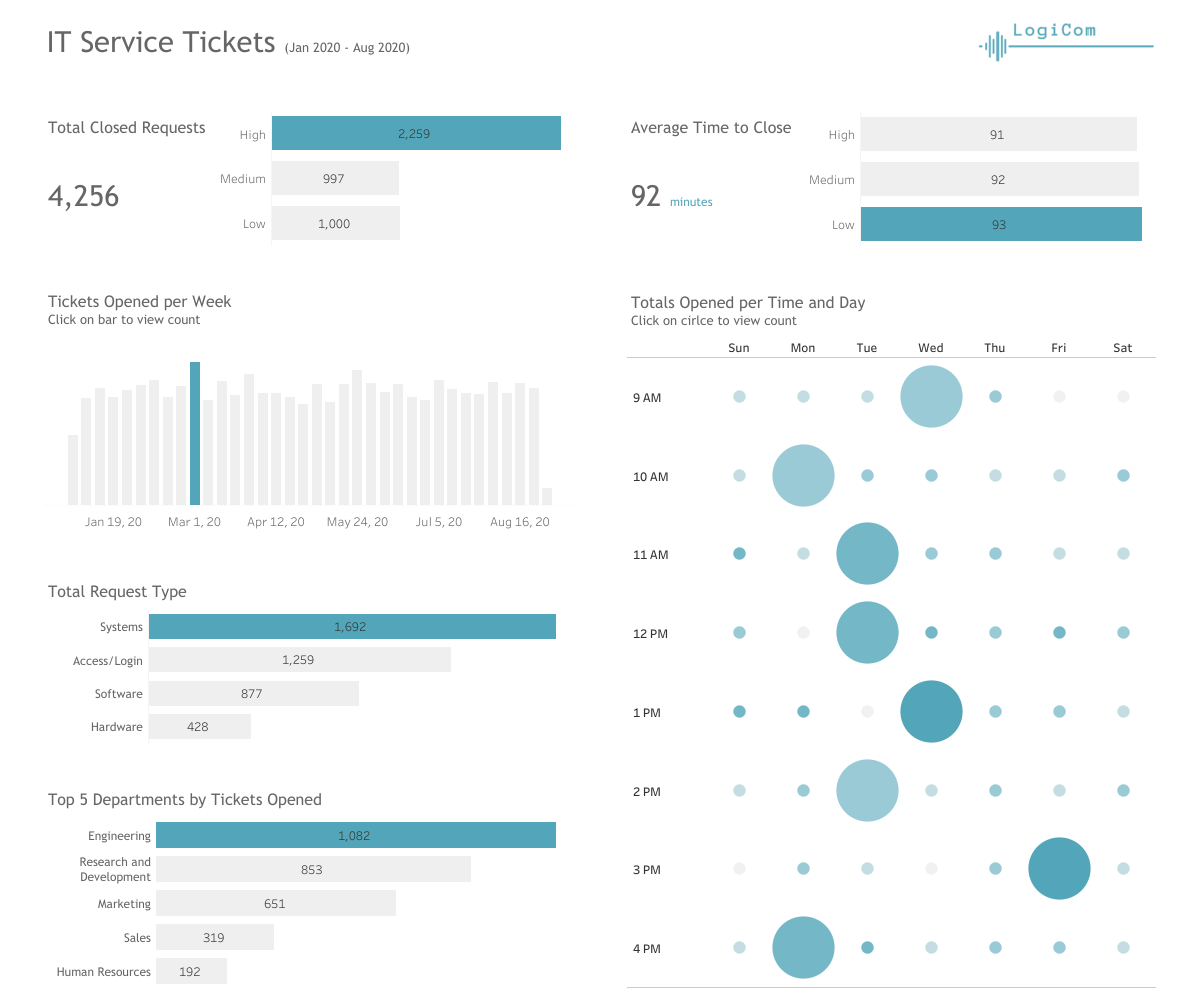 IT Service Tickets (Jan 2020 - Aug 2020)
LogiCom
Total Closed Requests
4,256
High 2,259
Medium 997
Low 1,000
Average Time to Close
92 minutes
High 91
Medium 92
Low 93
Tickets Opened per Week
Click on bar to view count
Jan 19, 20 Mar 1, 20 Apr 12, 20 May 24, 20 Jul 5, 20 Aug 16, 20
Total Request Type
Systems 1,692
Access/Login 1,259
Software 877
Hardware 428
Top 5 Departments by Tickets Opened
Engineering 1,082
Research and
Development 853
Marketing 651
Sales 319
Human Resources 192
Totals Opened per Time and Day
Click on cirlce to view count
Sun Mon Tue Wed Thu Fri Sat
9 AM
10 AM
11 AM
12 PM
1 PM
2 PM
3 PM
4 PM